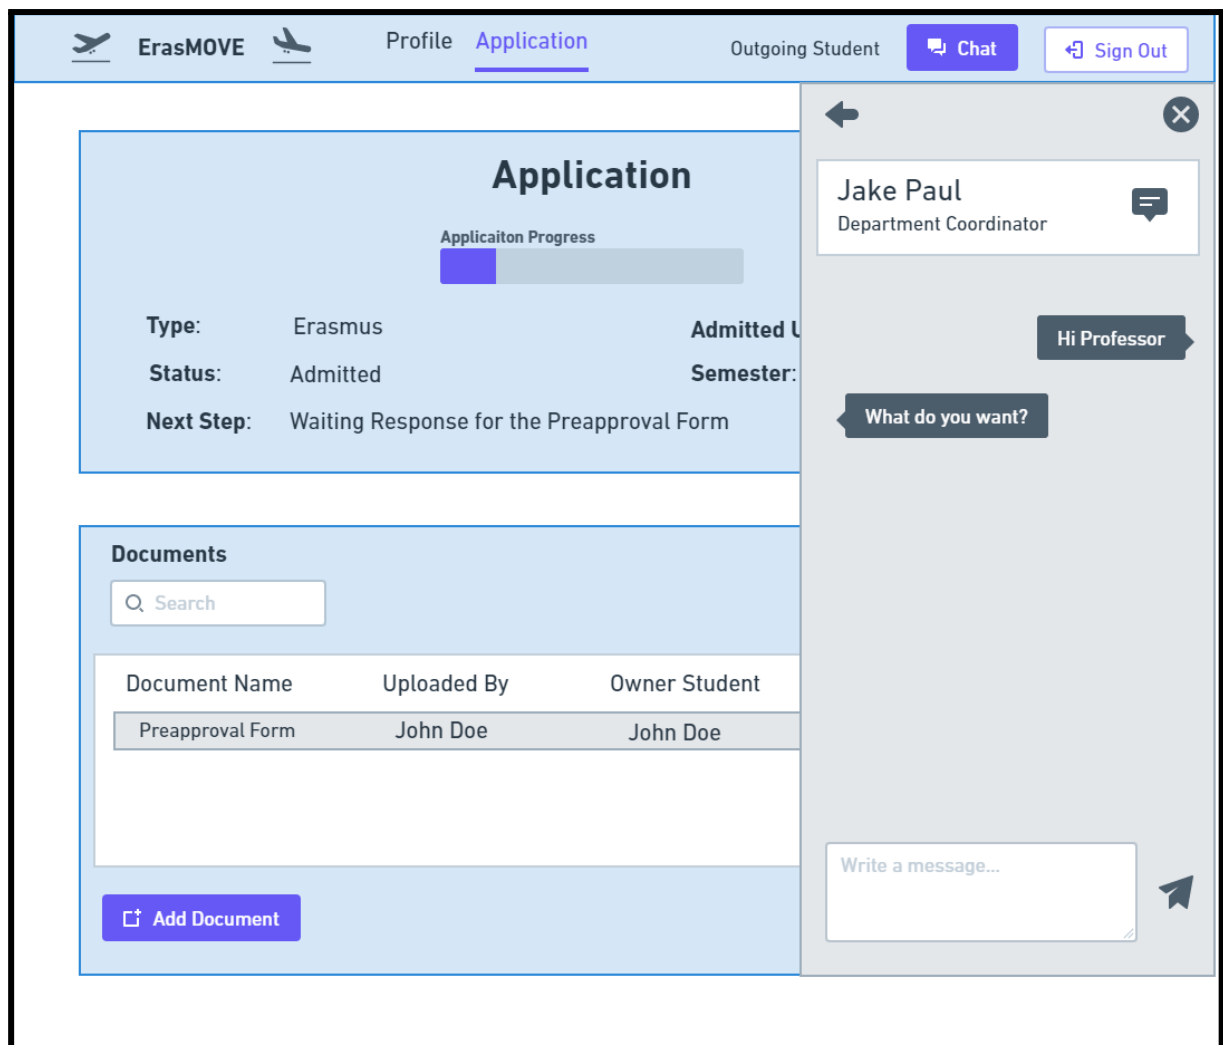 ErasMOVE
Profile Application
Outgoing Student
Chat
Sign Out
Application
Applicaiton Progress
Type: Erasmus
Admitted U
Status: Admitted
Semester:
Next Step: Waiting Response for the Preapproval Form
Documents
Search
Document Name Uploaded By Owner Student
Preapproval Form John Doe John Doe
Add Document
Jake Paul
Department Coordinator
Hi Professor
What do you want?
Write a message...